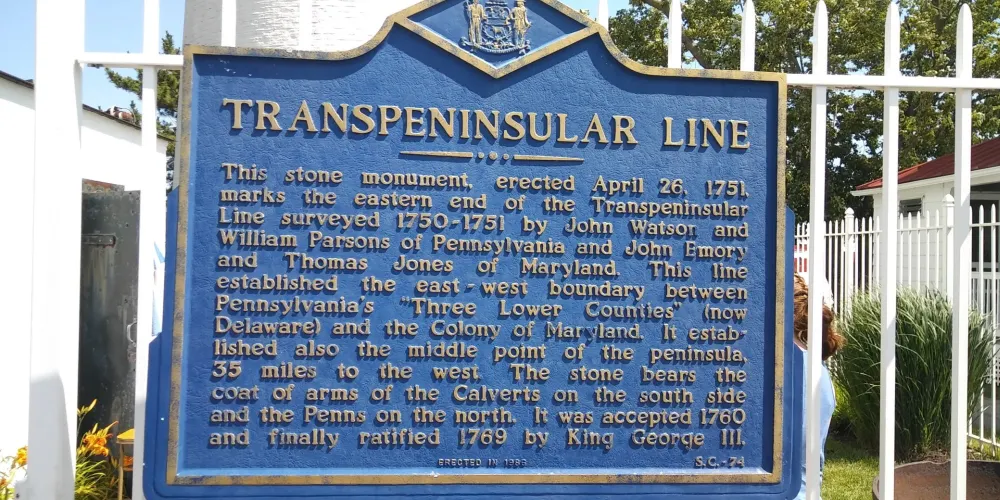 TRANSPENINSULAR LINE
This stone monument, erected April 26, 1751,
marks the eastern end of the Transpeninsular
Line surveyed 1750-1751 by John Watson and
William Parsons of Pennsylvania and John Emory
and Thomas Jones of Maryland. This line
established the east-west boundary between
Pennsylvania's "Three Lower Counties" (now
Delaware) and the Colony of Maryland. It estab-
lished also the middle point of the peninsula,
35 miles to the west. The stone bears the
coat of arms of the Calverts on the south side
and the Penns on the north. It was accepted 1760
and finally ratified 1769 by King George III.
ERECTED IN
S.C.-74